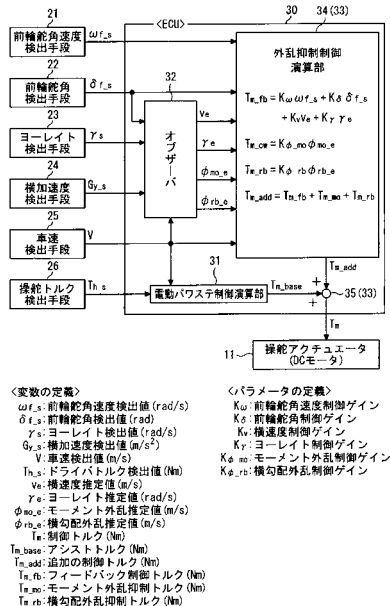 21
前輪舵角速度
検出手段
22
前輪舵角
検出手段
23
ヨーレイト
検出手段
24
横加速度
検出手段
25
車速
検出手段
26
操舵トルク
検出手段
ωf_s
δf_s
γs
Gy_s
V
Th_s
<ECU>
30
32
オブザーバ
Ve
γe
φmo_e
φrb_e
34 (33)
外乱抑制制御
演算部
Tm_fb = Kωωf_s + Kδ δf_s
+ KvVe + Kγ γe
Tm_cw = Kφ_moφmo_e
Tm_rb = Kφ_rbφrb_e
Tm_add = Tm_fb + Tm_mo + Tm_rb
31
電動パワステ制御演算部
Tm_base
Tm_add
+
+
35 (33)
Tm
11
操舵アクチュエータ
(DCモータ)
<変数の定義>
ωf_s:前輪舵角速度検出値(rad/s)
δf_s:前輪舵角検出値(rad)
γs:ヨーレイト検出値(rad/s)
Gy_s:横加速度検出値(m/s²)
V:車速検出値(m/s)
Th_s:ドライバトルク検出値(Nm)
Ve:横速度推定値(m/s)
γe:ヨーレイト推定値(rad/s)
φmo_e:モーメント外乱推定値(m/s)
φrb_e:横勾配外乱推定値(m/s)
Tm:制御トルク(Nm)
Tm_base:アシストトルク(Nm)
Tm_add:追加の制御トルク(Nm)
Tm_fb:フィードバック制御トルク(Nm)
Tm_mo:モーメント外乱抑制トルク(Nm)
Tm_rb:横勾配外乱抑制トルク(Nm)
<パラメータの定義>
Kω:前輪舵角速度制御ゲイン
Kδ:前輪舵角制御ゲイン
Kv:横速度制御ゲイン
Kγ:ヨーレイト制御ゲイン
Kφ_mo:モーメント外乱制御ゲイン
Kφ_rb:横勾配外乱制御ゲイン